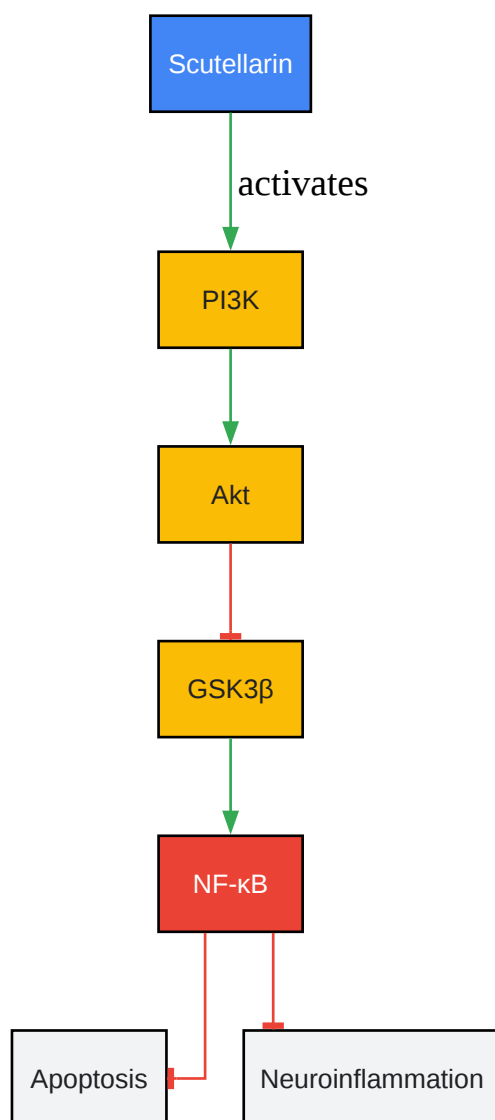 Scutellarin
activates
PI3K
Akt
GSK3β
NF-κB
Apoptosis
Neuroinflammation